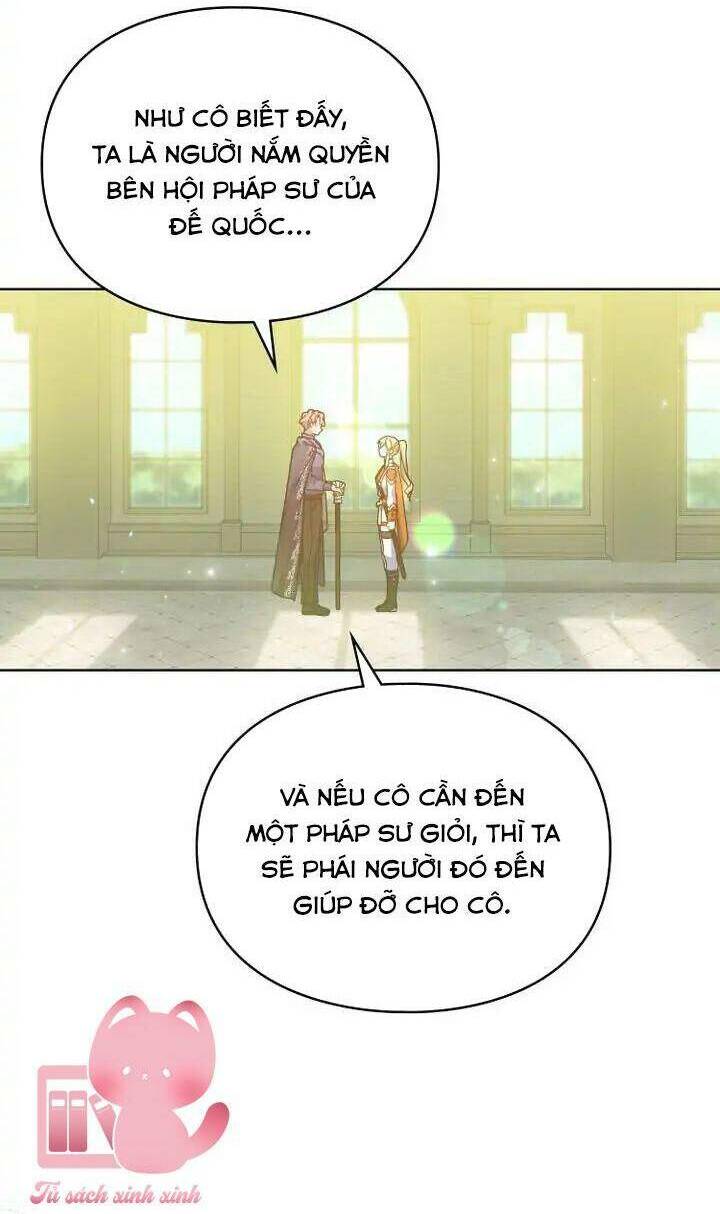 NHƯ CÔ BIẾT ĐẤY,
TA LÀ NGƯỜI NẮM QUYỀN
BÊN HỘI PHÁP SƯ CỦA
ĐẾ QUỐC...
VÀ NẾU CÔ CẦN ĐẾN
MỘT PHÁP SƯ GIỎI, THÌ TA
SẼ PHÁI NGƯỜI ĐÓ ĐẾN
GIÚP ĐỠ CHO CÔ.
Tủ sách xinh xinh